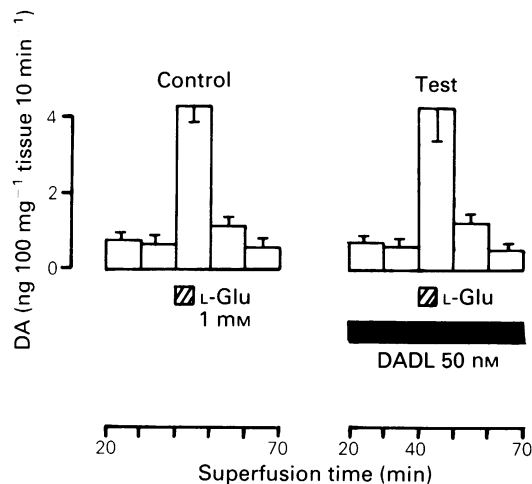 DA (ng 100 mg⁻¹ tissue 10 min⁻¹)
4
2
0
Control
Test
L-Glu
1 mM
L-Glu
DADL 50 nM
20
70
20
40
70
Superfusion time (min)